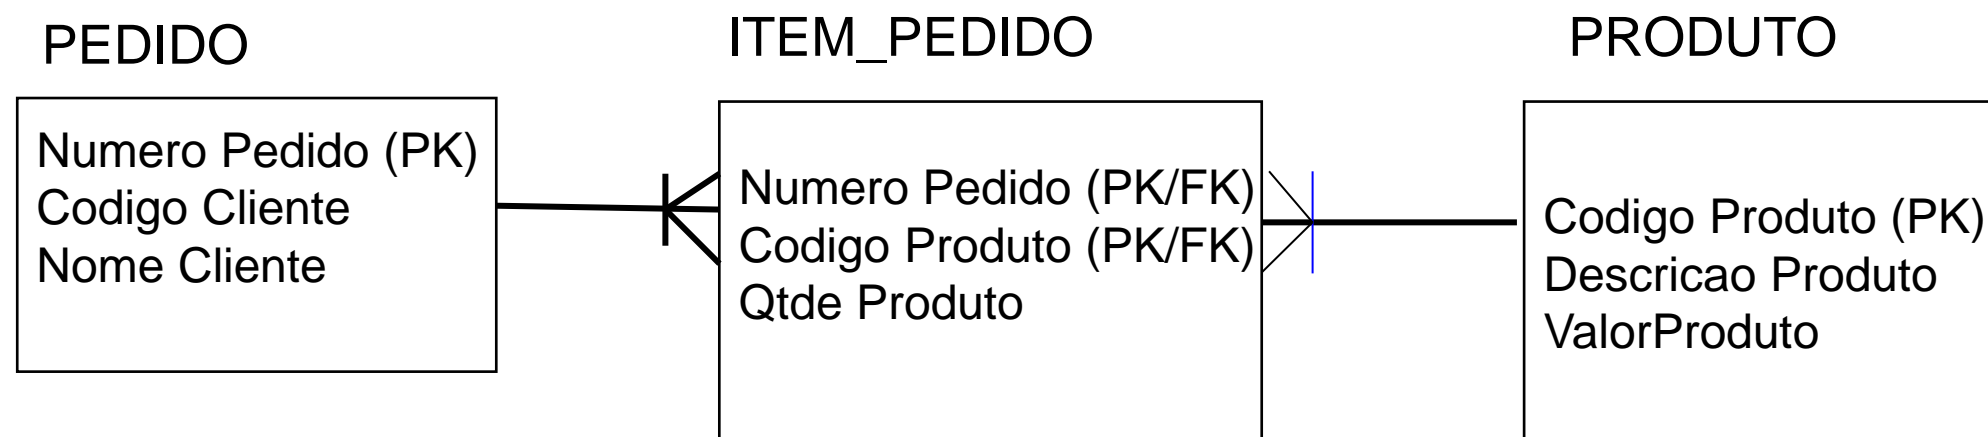 PEDIDO
Numero Pedido (PK)
Codigo Cliente
Nome Cliente
ITEM_PEDIDO
Numero Pedido (PK/FK)
Codigo Produto (PK/FK)
Qtde Produto
PRODUTO
Codigo Produto (PK)
Descricao Produto
ValorProduto